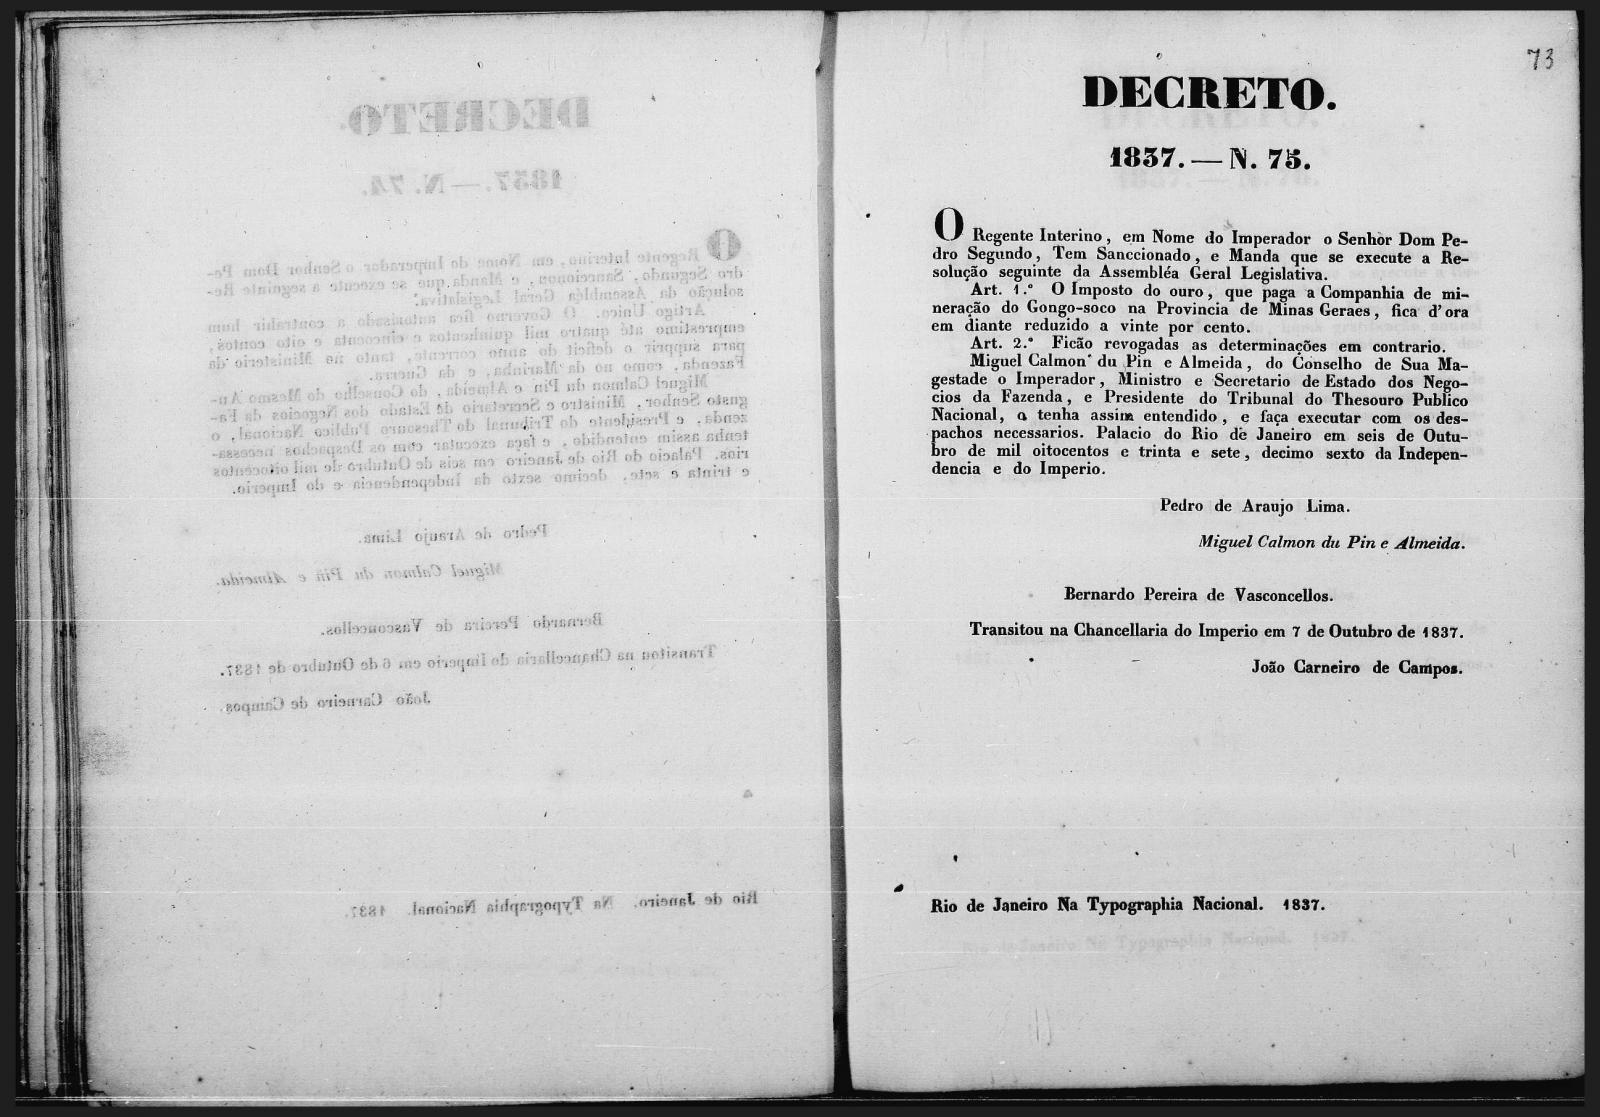 73
DECRETO.
1837. — N. 75.
O Regente Interino, em Nome do Imperador o Senhor Dom Pe-
dro Segundo, Tem Sanccionado, e Manda que se execute a Re-
solução seguinte da Assembléa Geral Legislativa.
Art. 1.º O Imposto do ouro, que paga a Companhia de mi-
neração do Gongo-soco na Provincia de Minas Geraes, fica d'ora
em diante reduzido a vinte por cento.
Art. 2.º Ficão revogadas as determinações em contrario.
Miguel Calmon du Pin e Almeida, do Conselho de Sua Ma-
gestade o Imperador, Ministro e Secretario de Estado dos Nego-
cios da Fazenda, e Presidente do Tribunal do Thesouro Publico
Nacional, o tenha assim entendido, e faça executar com os des-
pachos necessarios. Palacio do Rio de Janeiro em seis de Outu-
bro de mil oitocentos e trinta e sete, decimo sexto da Indepen-
dencia e do Imperio.
Pedro de Araujo Lima.
Miguel Calmon du Pin e Almeida.
Bernardo Pereira de Vasconcellos.
Transitou na Chancellaria do Imperio em 7 de Outubro de 1837.
João Carneiro de Campos.
Rio de Janeiro Na Typographia Nacional. 1837.